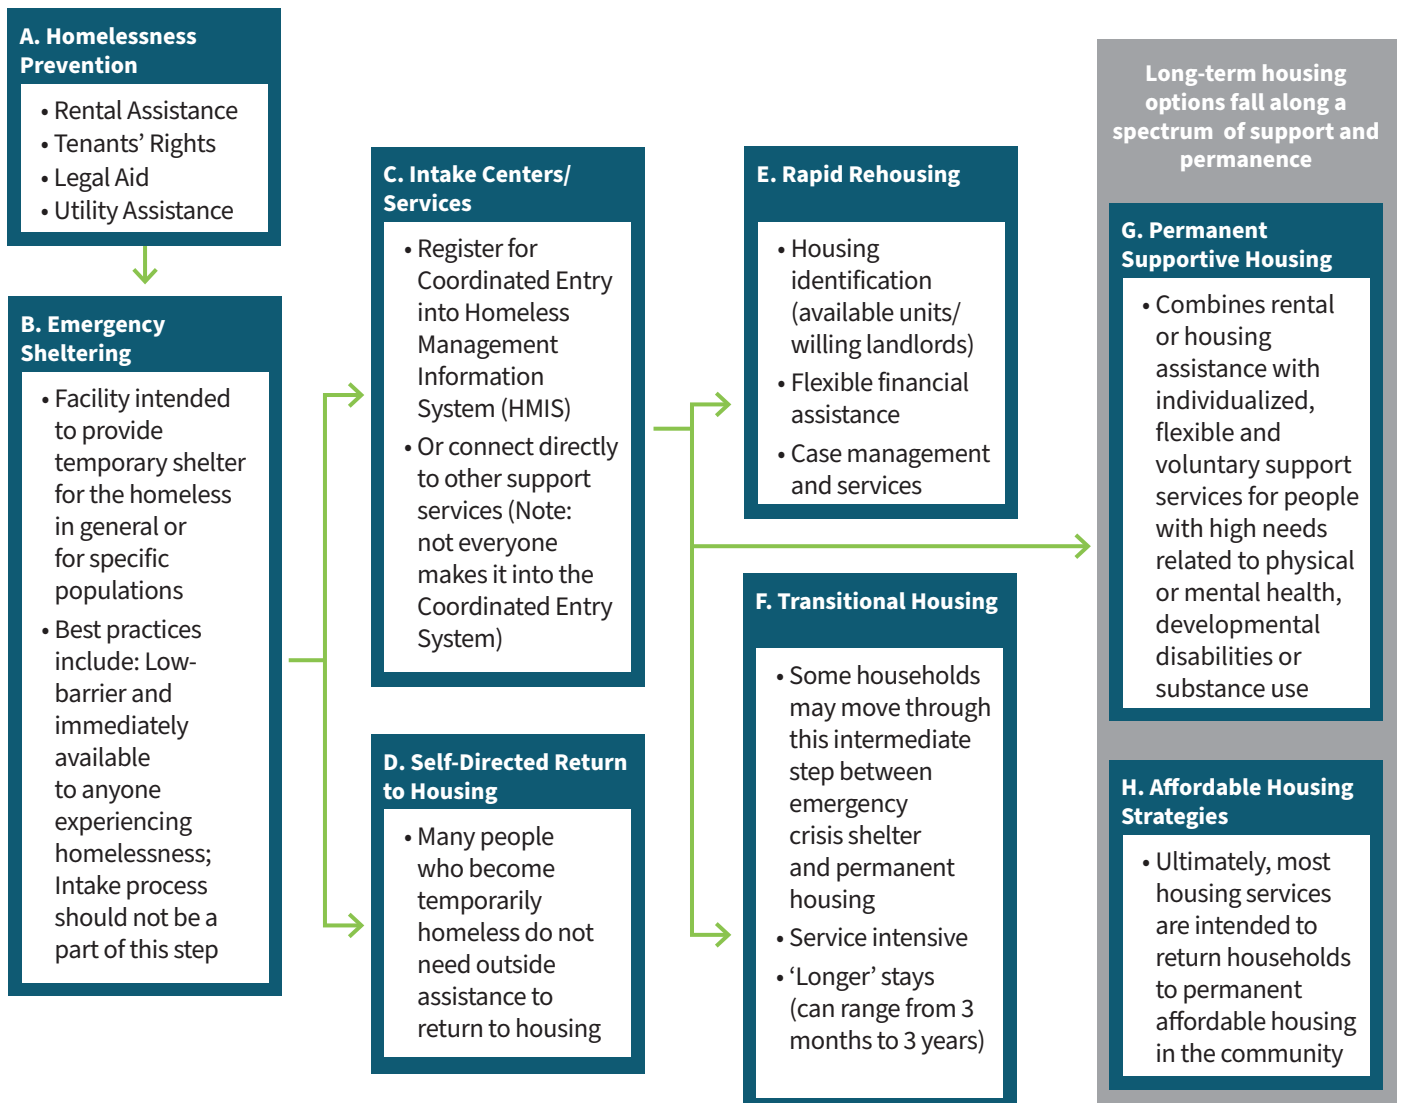 A. Homelessness
Prevention
• Rental Assistance
• Tenants’ Rights
• Legal Aid
• Utility Assistance
B. Emergency
Sheltering
• Facility intended
to provide
temporary shelter
for the homeless
in general or
for specific
populations
• Best practices
include: Low-
barrier and
immediately
available
to anyone
experiencing
homelessness;
Intake process
should not be a
part of this step
C. Intake Centers/
Services
• Register for
Coordinated Entry
into Homeless
Management
Information
System (HMIS)
• Or connect directly
to other support
services (Note:
not everyone
makes it into the
Coordinated Entry
System)
D. Self-Directed Return
to Housing
• Many people
who become
temporarily
homeless do not
need outside
assistance to
return to housing
E. Rapid Rehousing
• Housing
identification
(available units/
willing landlords)
• Flexible financial
assistance
• Case management
and services
F. Transitional Housing
• Some households
may move through
this intermediate
step between
emergency
crisis shelter
and permanent
housing
• Service intensive
• ‘Longer’ stays
(can range from 3
months to 3 years)
Long-term housing
options fall along a
spectrum of support and
permanence
G. Permanent
Supportive Housing
• Combines rental
or housing
assistance with
individualized,
flexible and
voluntary support
services for people
with high needs
related to physical
or mental health,
developmental
disabilities or
substance use
H. Affordable Housing
Strategies
• Ultimately, most
housing services
are intended to
return households
to permanent
affordable housing
in the community